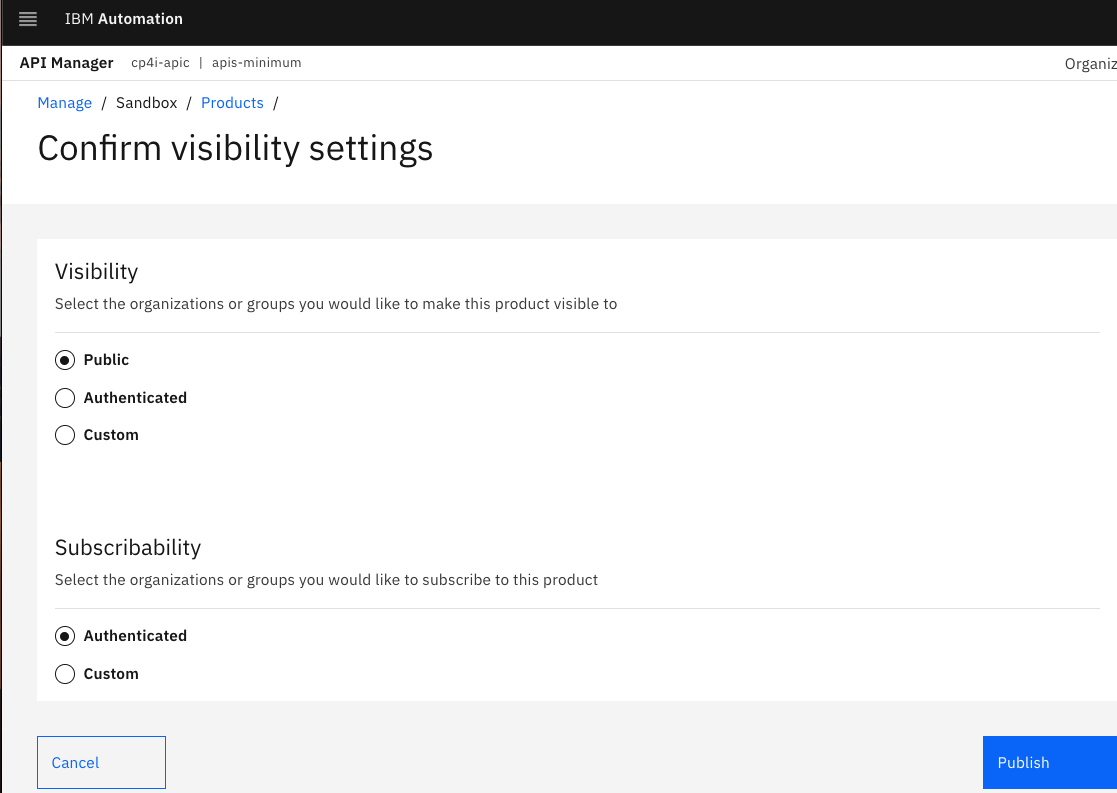 IBM Automation
API Manager cp4i-apic | apis-minimum Organiz
Manage / Sandbox / Products /
Confirm visibility settings
Visibility
Select the organizations or groups you would like to make this product visible to
Public
Authenticated
Custom
Subscribability
Select the organizations or groups you would like to subscribe to this product
Authenticated
Custom
Cancel Publish